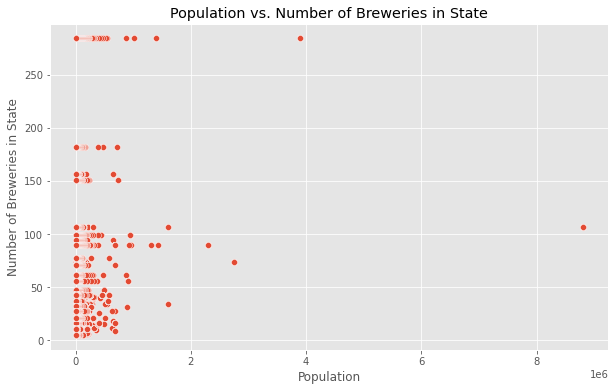 Population vs. Number of Breweries in State
Number of Breweries in State
250
200
150
100
50
0
0
2
4
6
8
1e6
Population